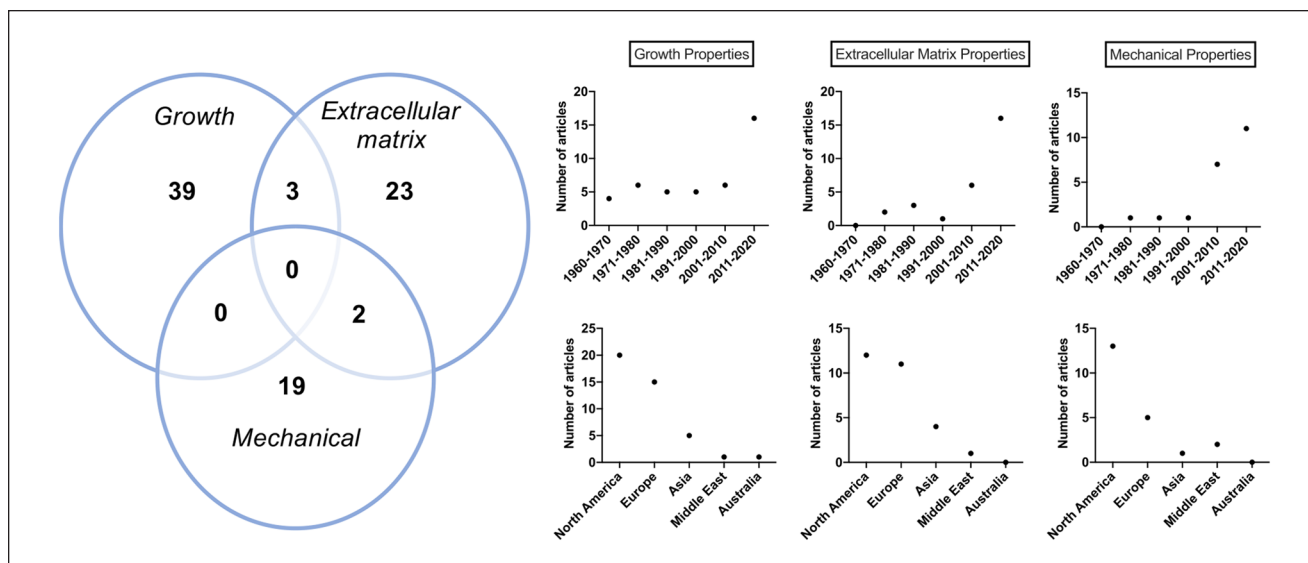 Growth
Extracellular
matrix
39
3
23
0
0
2
19
Mechanical
Growth Properties
Extracellular Matrix Properties
Mechanical Properties
Number of articles
20
15
10
5
0
1960-1970
1971-1980
1981-1990
1991-2000
2001-2010
2011-2020
Number of articles
20
15
10
5
0
1960-1970
1971-1980
1981-1990
1991-2000
2001-2010
2011-2020
Number of articles
15
10
5
0
1960-1970
1971-1980
1981-1990
1991-2000
2001-2010
2011-2020
Number of articles
25
20
15
10
5
0
North America
Europe
Asia
Middle East
Australia
Number of articles
15
10
5
0
North America
Europe
Asia
Middle East
Australia
Number of articles
15
10
5
0
North America
Europe
Asia
Middle East
Australia